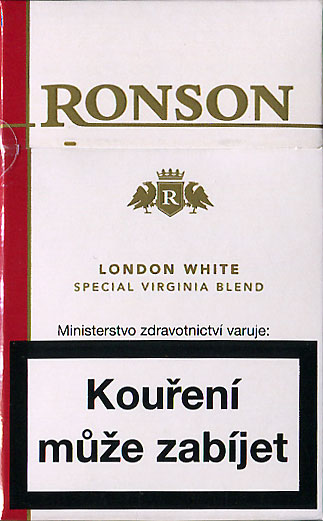 RONSON
R
LONDON WHITE
SPECIAL VIRGINIA BLEND
Ministerstvo zdravotnictví varuje:
Kouření
může zabíjet